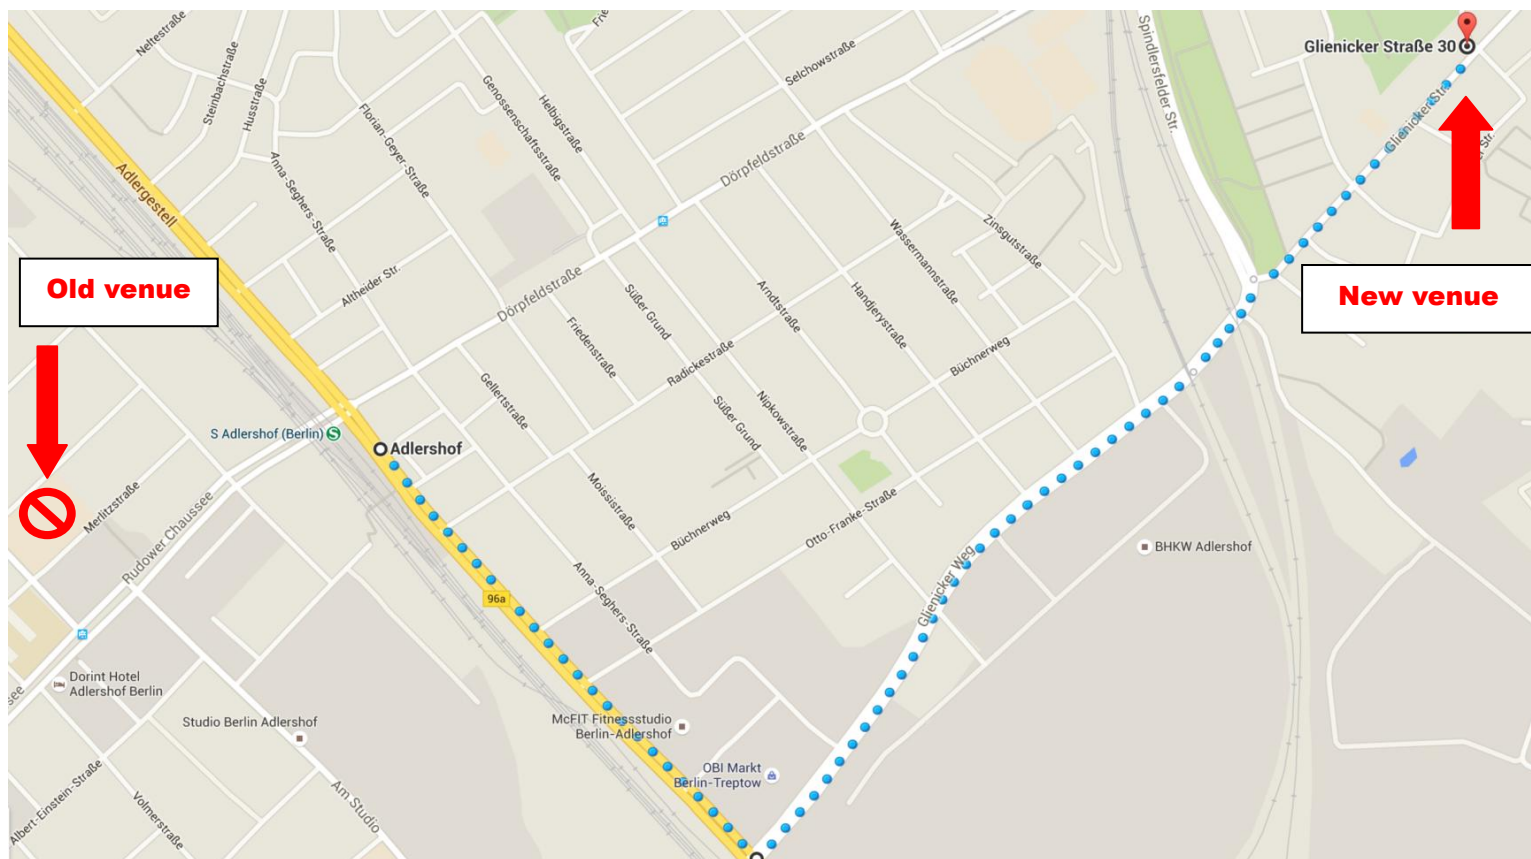 Neltestraße
Steinbachstraße
Husstraße
Adlergestell
Anna-Seghers-Straße
Florian-Geyer-Straße
Altheider Str.
Genossenschaftsstraße
Helbigstraße
Selchowstraße
Dörpfeldstraße
Dörpfeldstraße
Spindlersfelder Str.
Glienicker Straße 30
Glienicker Str.
Old venue
New venue
Zinsgutstraße
Wassermannstraße
Handjerystraße
Arndtstraße
Süßer Grund
Friedenstraße
Radickestraße
Büchnerweg
Gellertstraße
Süßer Grund
Nipkowstraße
S Adlershof (Berlin) S
Adlershof
Merlitzstraße
Rudower Chaussee
Moissistraße
Büchnerweg
Otto-Franke-Straße
BHKW Adlershof
Glienicker Weg
96a
Anna-Seghers-Straße
Dorint Hotel
Adlershof Berlin
Studio Berlin Adlershof
McFIT Fitnessstudio
Berlin-Adlershof
OBI Markt
Berlin-Treptow
Am Studio
Albert-Einstein-Straße
Volmerstraße